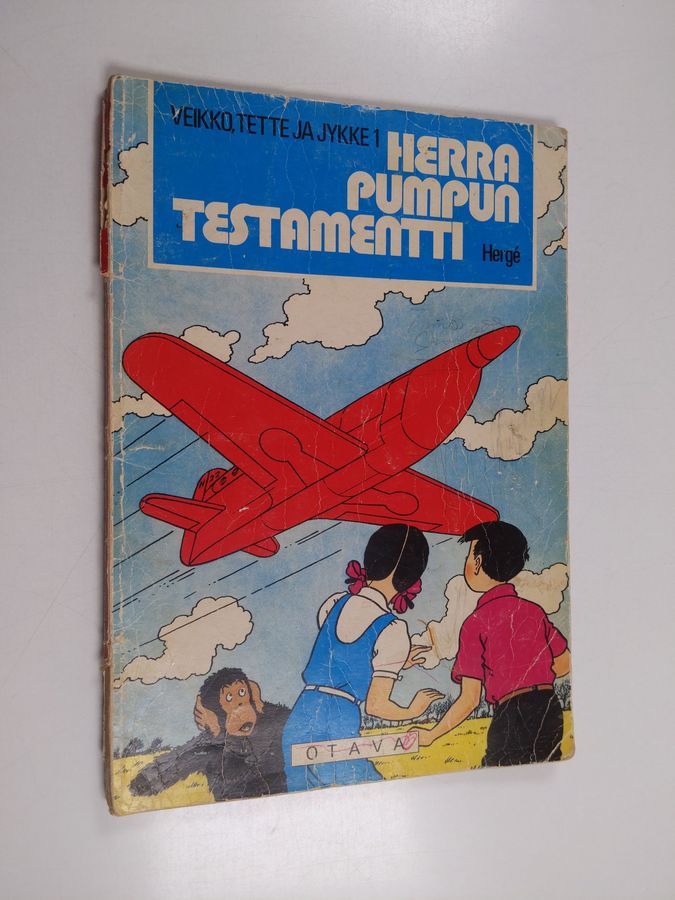 VEIKKO, TETTE JA JYKKE 1
HERRA
PUMPUN
TESTAMENTTI
Hergé
OTAVA